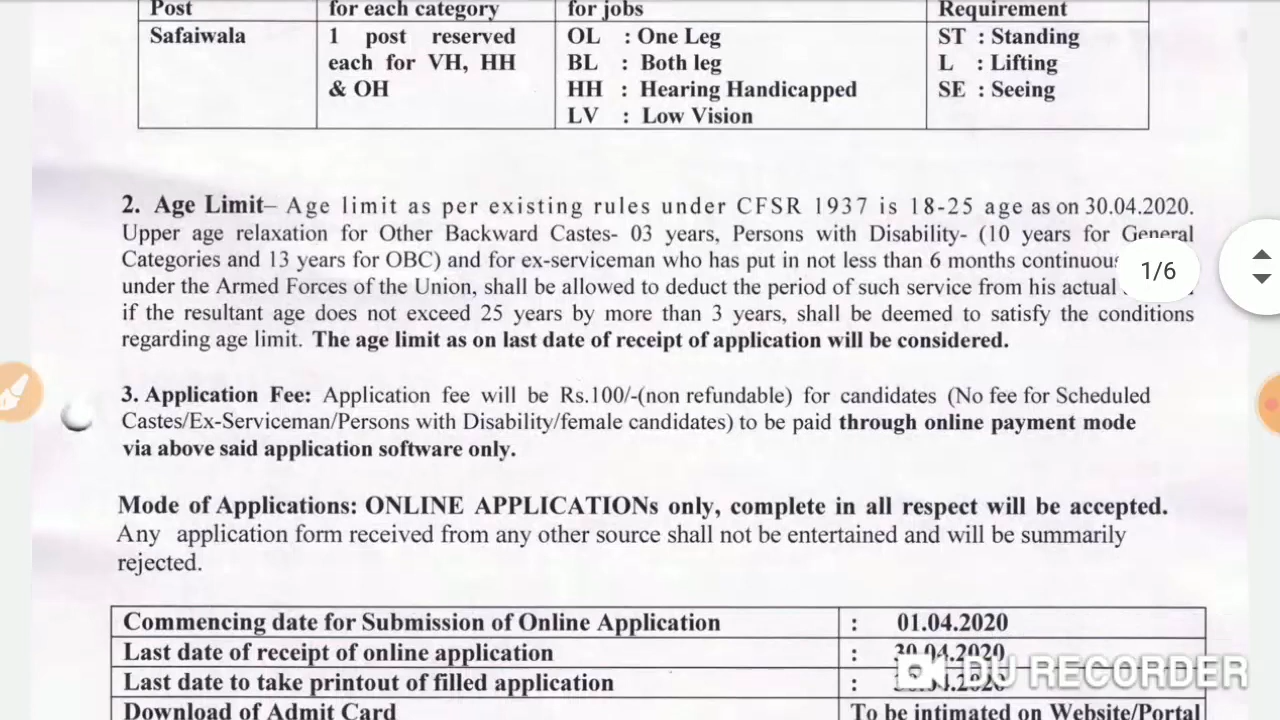 Post for each category for jobs Requirement
Safaiwala 1 post reserved OL : One Leg ST : Standing
each for VH, HH BL : Both leg L : Lifting
& OH HH : Hearing Handicapped SE : Seeing
LV : Low Vision
2. Age Limit– Age limit as per existing rules under CFSR 1937 is 18-25 age as on 30.04.2020.
Upper age relaxation for Other Backward Castes- 03 years, Persons with Disability- (10 years for General
Categories and 13 years for OBC) and for ex-serviceman who has put in not less than 6 months continuous
1/6
under the Armed Forces of the Union, shall be allowed to deduct the period of such service from his actual
if the resultant age does not exceed 25 years by more than 3 years, shall be deemed to satisfy the conditions
regarding age limit. The age limit as on last date of receipt of application will be considered.
3. Application Fee: Application fee will be Rs.100/-(non refundable) for candidates (No fee for Scheduled
Castes/Ex-Serviceman/Persons with Disability/female candidates) to be paid through online payment mode
via above said application software only.
Mode of Applications: ONLINE APPLICATIONs only, complete in all respect will be accepted.
Any application form received from any other source shall not be entertained and will be summarily
rejected.
Commencing date for Submission of Online Application : 01.04.2020
Last date of receipt of online application : 30.04.2020
Last date to take printout of filled application :
DU RECORDER
Download of Admit Card To be intimated on Website/Portal